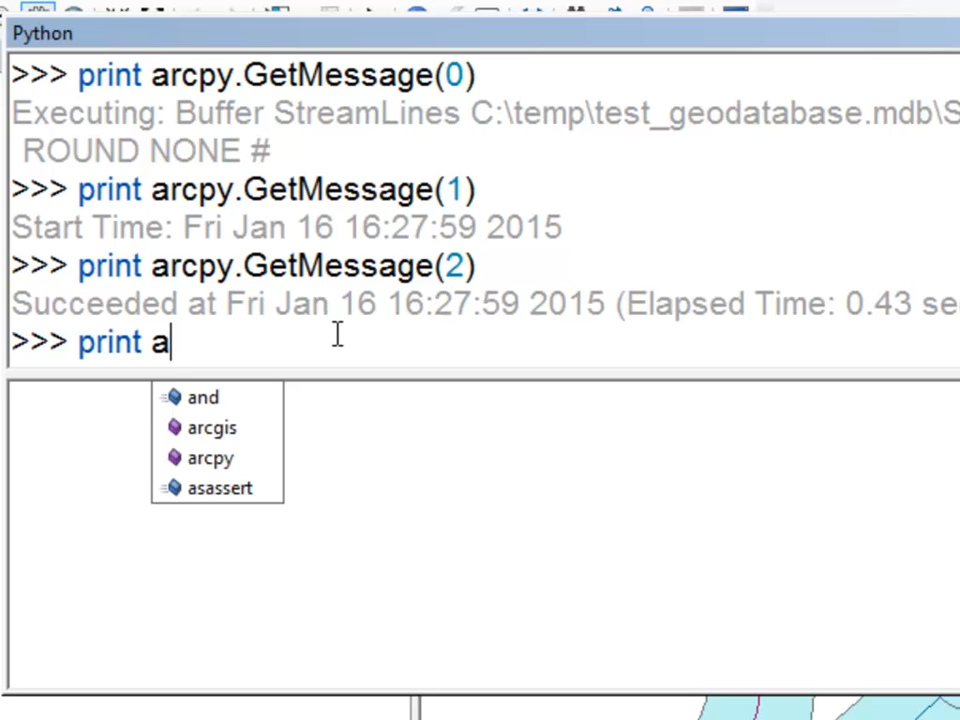 Python
>>> print arcpy.GetMessage(0)
Executing: Buffer StreamLines C:\temp\test_geodatabase.mdb\S
ROUND NONE #
>>> print arcpy.GetMessage(1)
Start Time: Fri Jan 16 16:27:59 2015
>>> print arcpy.GetMessage(2)
Succeeded at Fri Jan 16 16:27:59 2015 (Elapsed Time: 0.43 se
>>> print a
and
arcgis
arcpy
asassert